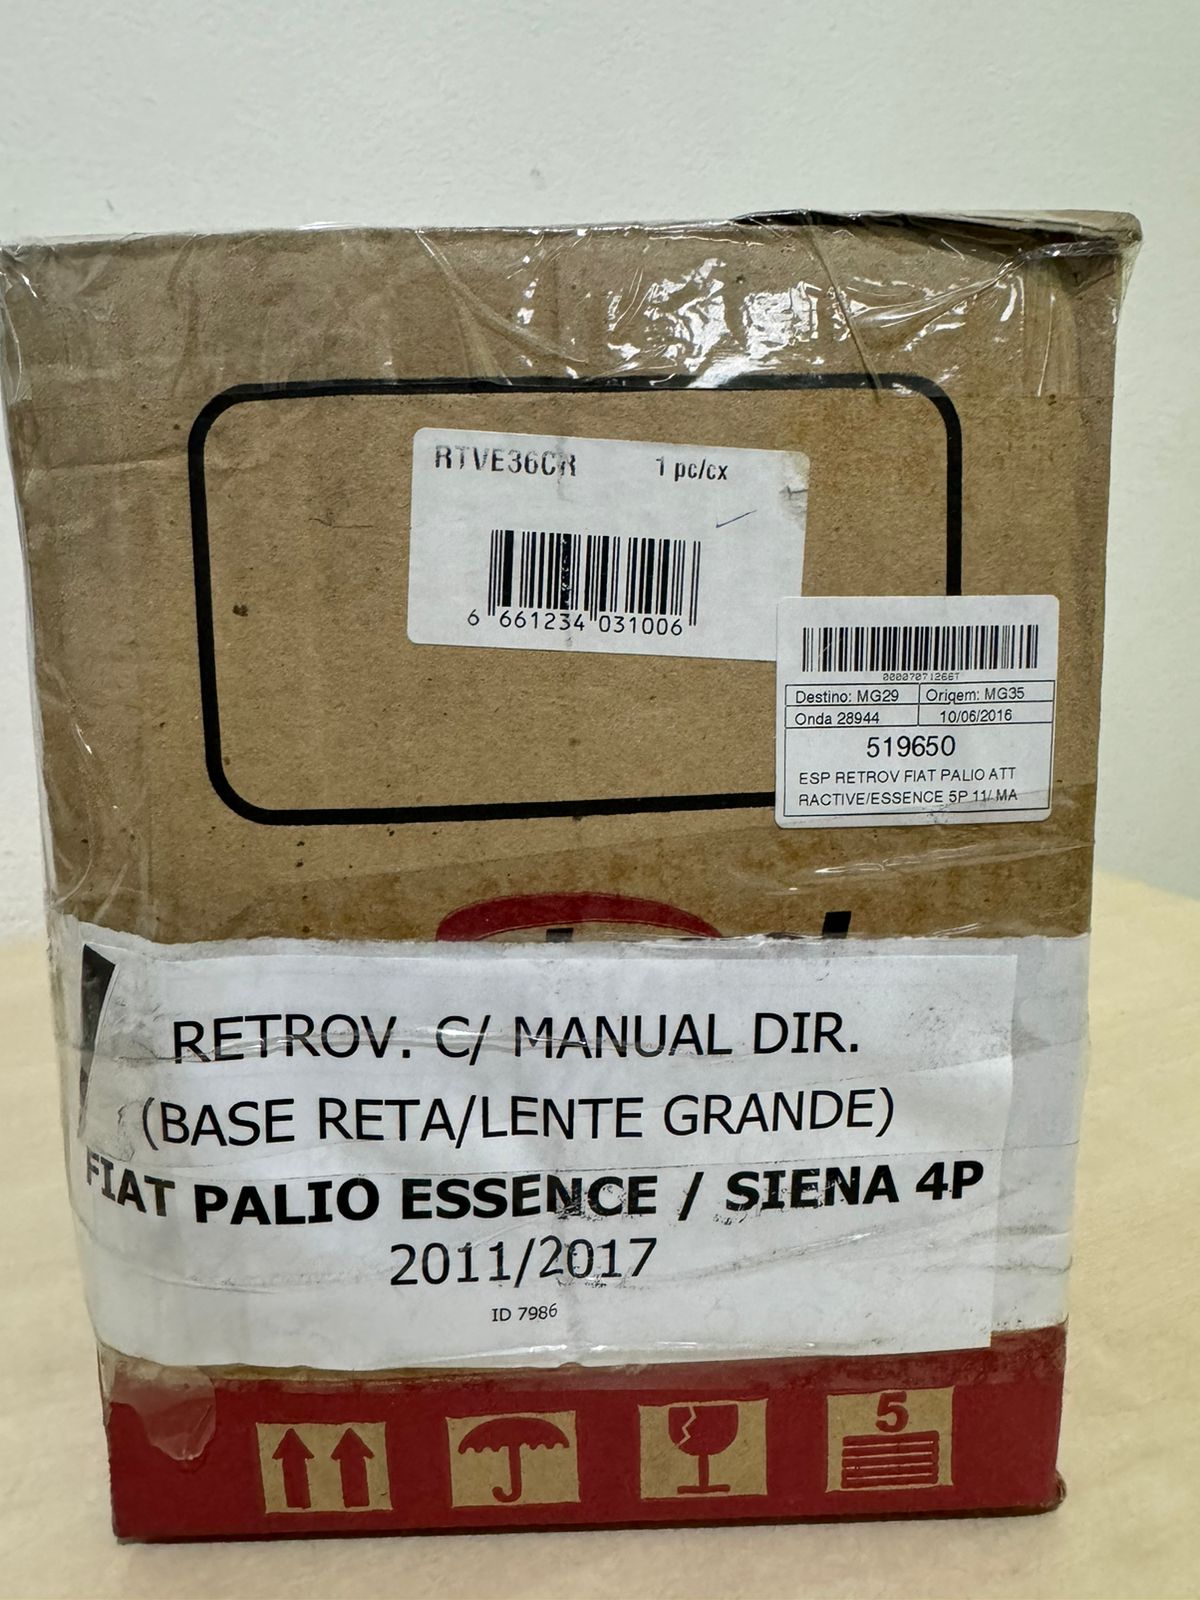 RTVE36CR 1 pc/cx
6 661234 031006
00007071266T
Destino: MG29 Origem: MG35
Onda 28944 10/06/2016
519650
ESP RETROV FIAT PALIO ATT
RACTIVE/ESSENCE 5P 11/ MA
RETROV. C/ MANUAL DIR.
(BASE RETA/LENTE GRANDE)
FIAT PALIO ESSENCE / SIENA 4P
2011/2017
ID 7986
5